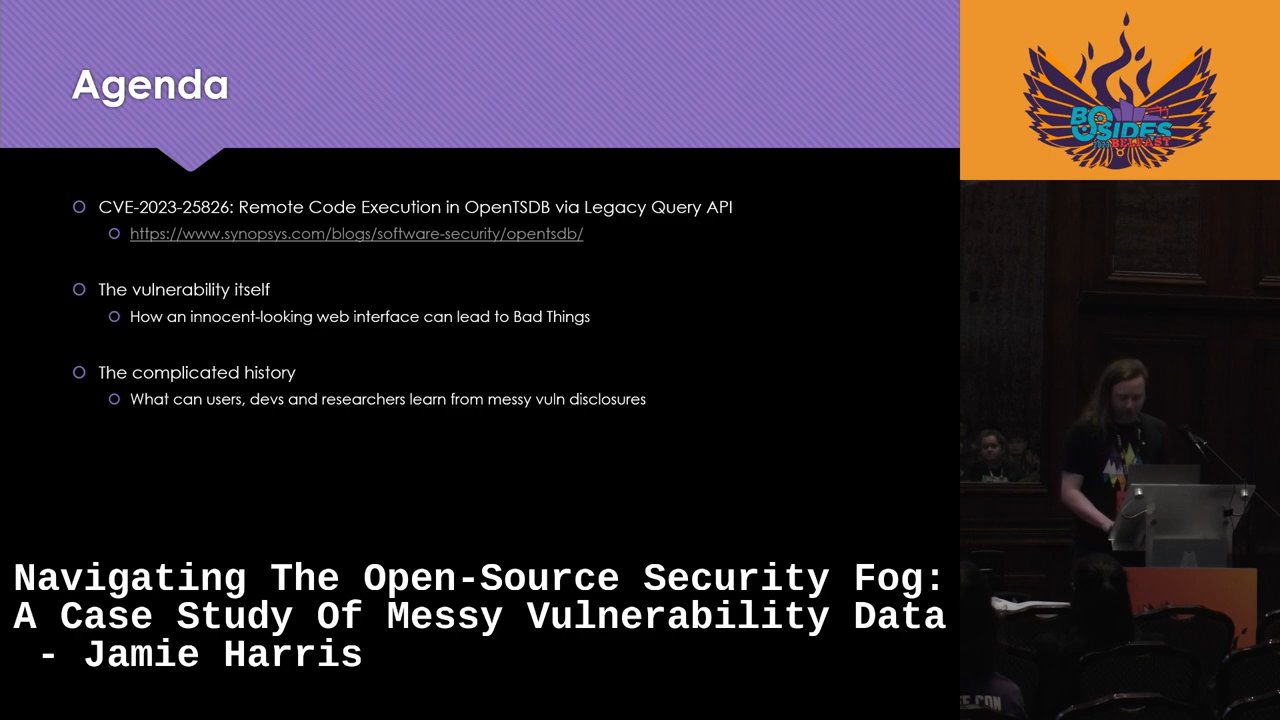 Agenda
CVE-2023-25826: Remote Code Execution in OpenTSDB via Legacy Query API
https://www.synopsys.com/blogs/software-security/opentsdb/
The vulnerability itself
How an innocent-looking web interface can lead to Bad Things
The complicated history
What can users, devs and researchers learn from messy vuln disclosures
Navigating The Open-Source Security Fog:
A Case Study Of Messy Vulnerability Data
- Jamie Harris
BSIDES
BELFAST